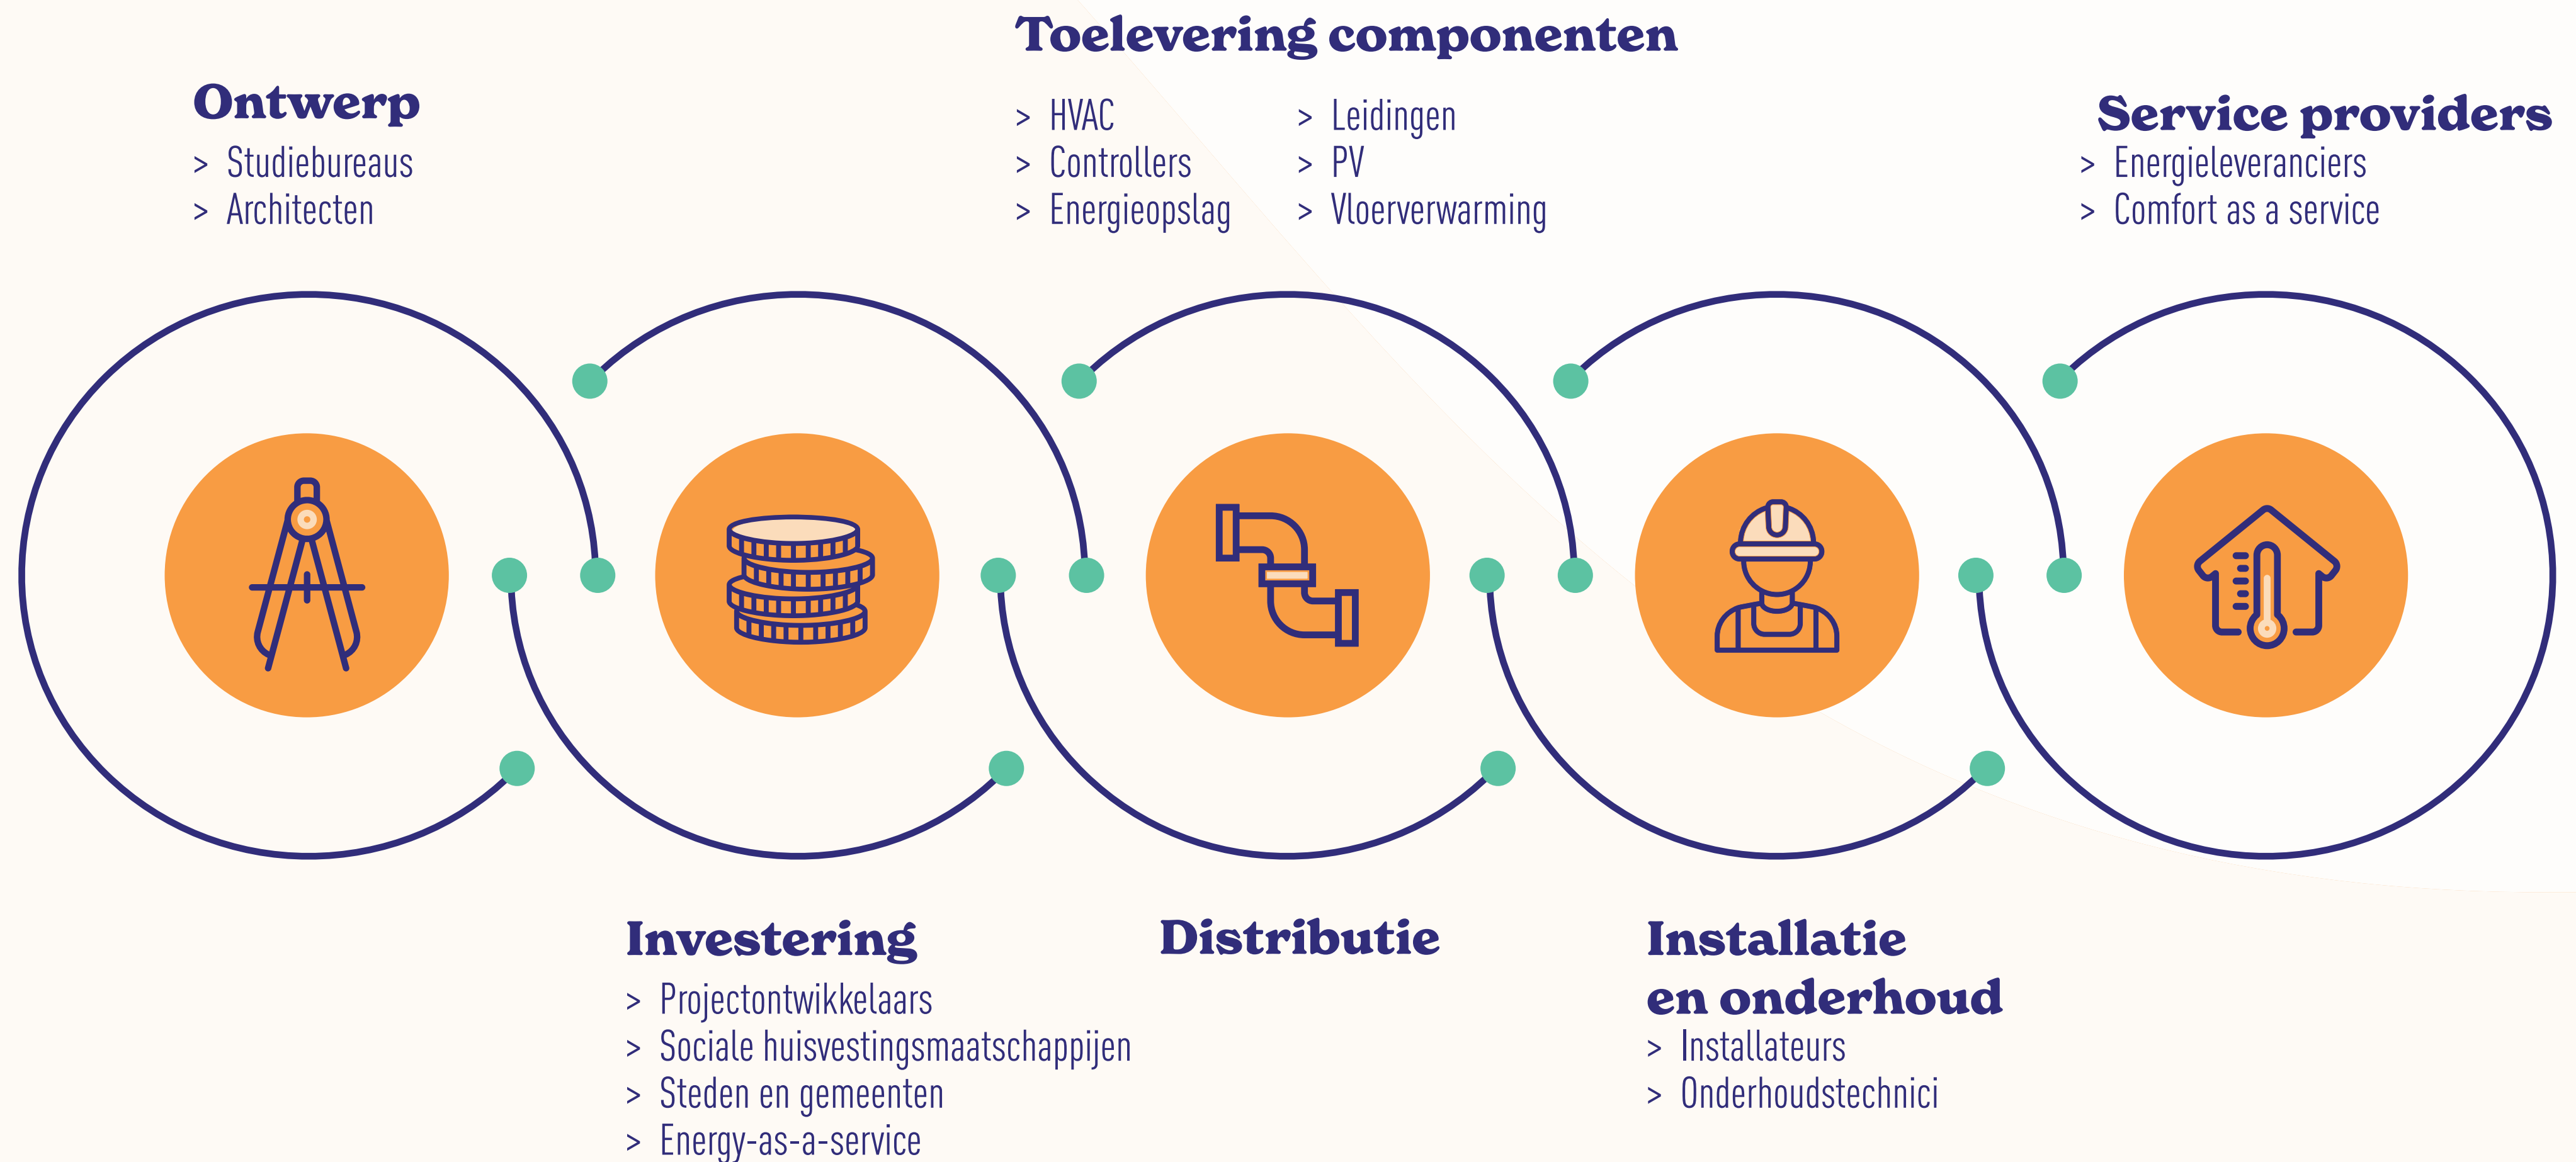 Ontwerp
> Studiebureaus
> Architecten
Investering
> Projectontwikkelaars
> Sociale huisvestingsmaatschappijen
> Steden en gemeenten
> Energy-as-a-service
Toelevering componenten
> HVAC
> Controllers
> Energieopslag
> Leidingen
> PV
> Vloerverwarming
Distributie
Installatie
en onderhoud
> Installateurs
> Onderhoudstechnici
Service providers
> Energieleveranciers
> Comfort as a service